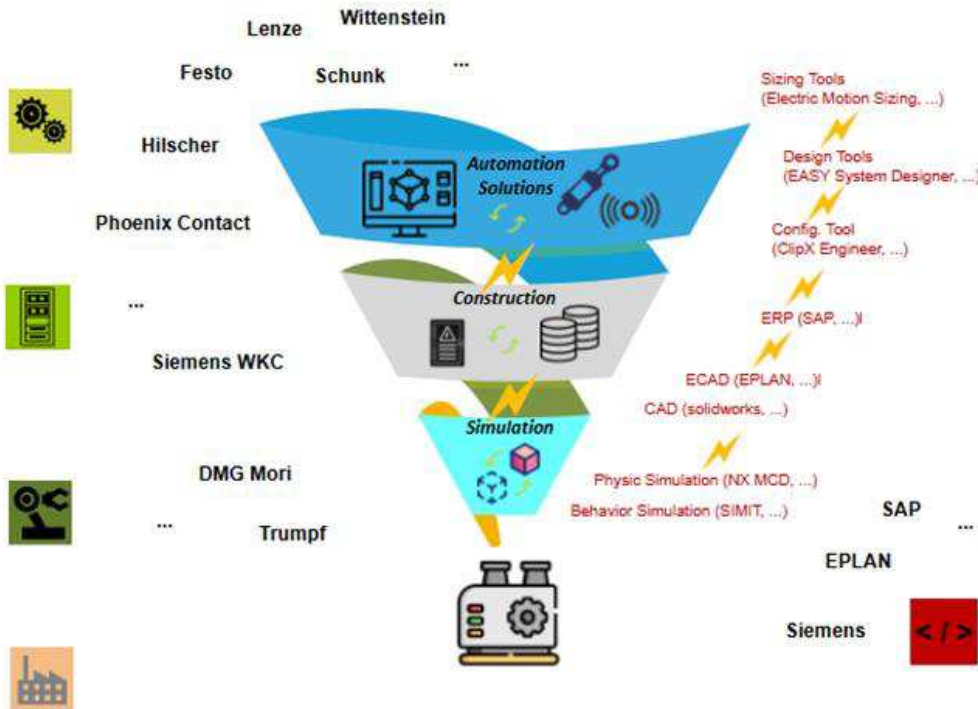 Wittenstein
Lenze
...
Festo
Schunk
Sizing Tools
(Electric Motion Sizing, ...)
Hilscher
Automation
Solutions
Design Tools
(EASY System Designer, ...)
Phoenix Contact
Config. Tool
(ClipX Engineer, ...)
...
Construction
ERP (SAP, ...)l
Siemens WKC
ECAD (EPLAN, ...)l
CAD (solidworks, ...)
Simulation
DMG Mori
Physic Simulation (NX MCD, ...)
Behavior Simulation (SIMIT, ...)
SAP
...
...
Trumpf
EPLAN
Siemens
</>